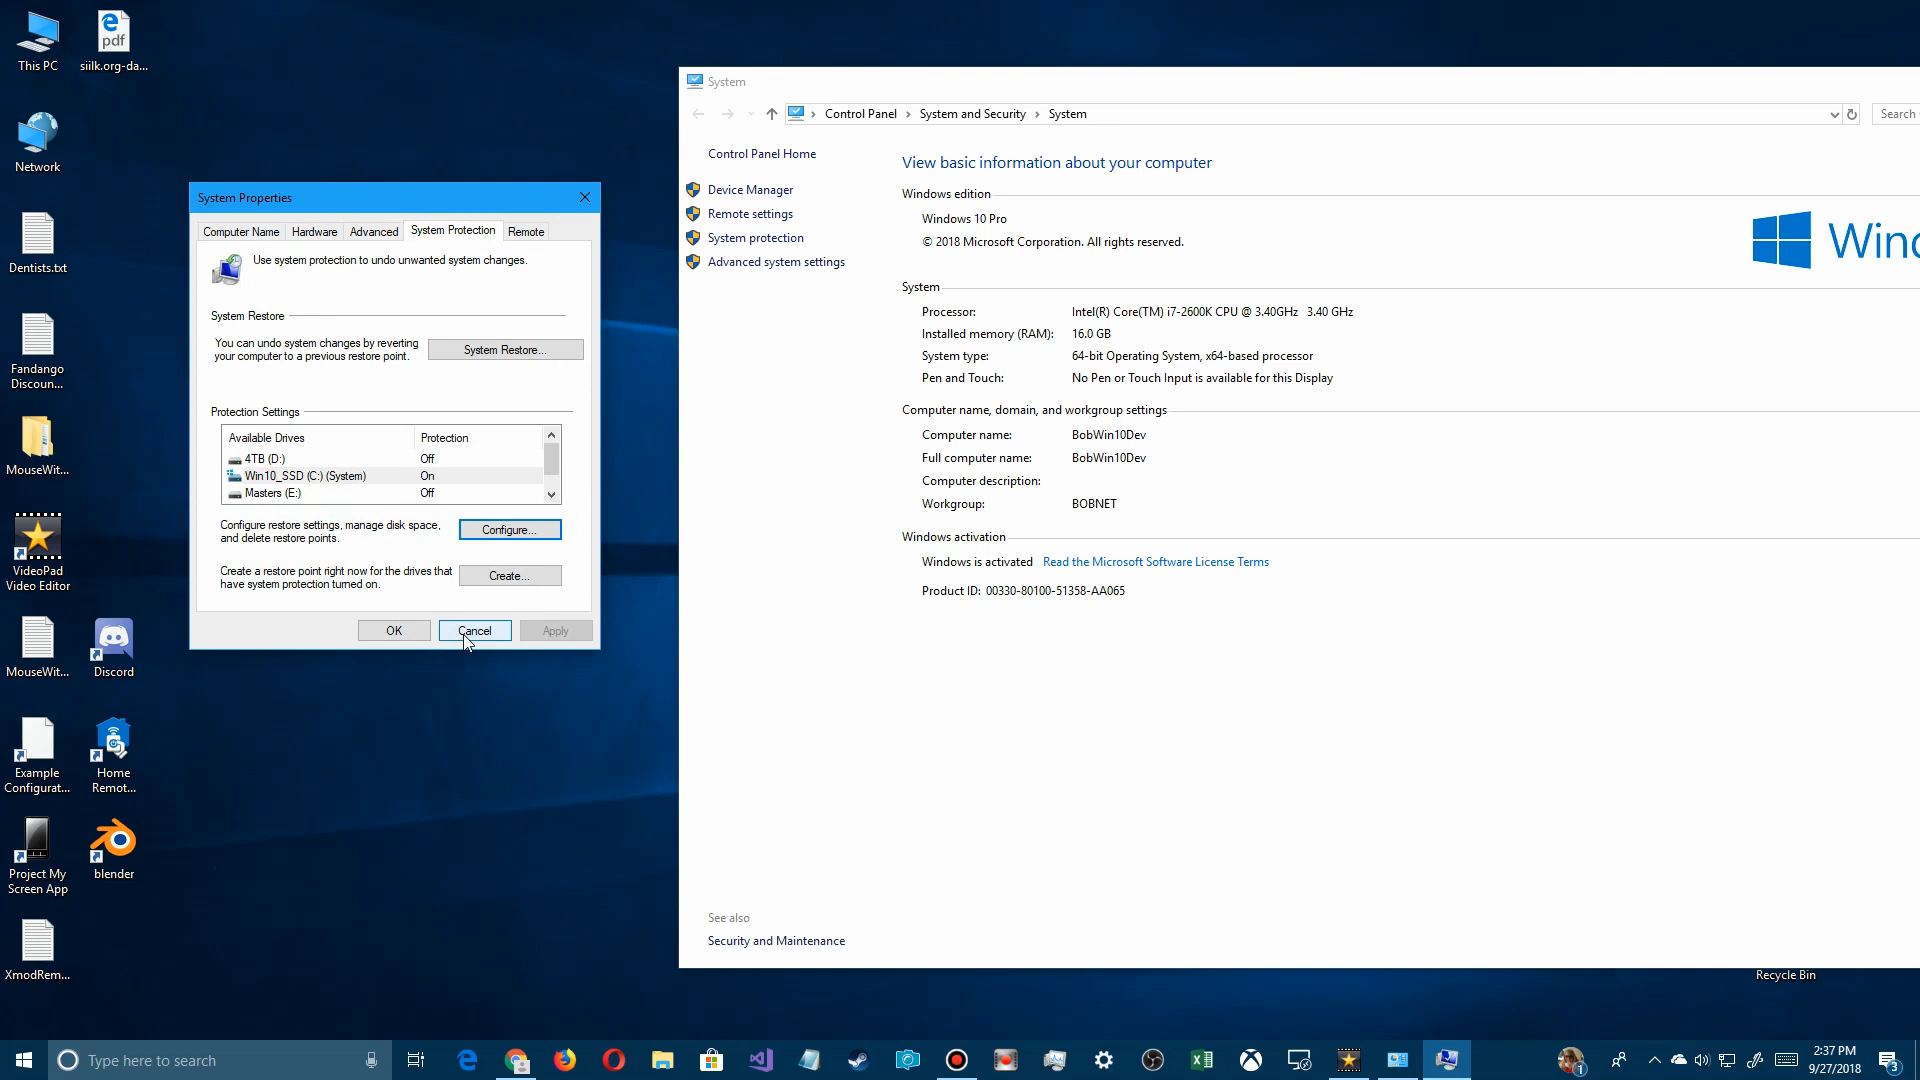 This PC
siilk.org-da...
Network
Dentists.txt
Fandango
Discoun...
MouseWit...
VideoPad
Video Editor
MouseWit...
Discord
Example
Configurat...
Home
Remot...
Project My
Screen App
blender
XmodRem...
System Properties
Computer Name
Hardware
Advanced
System Protection
Remote
Use system protection to undo unwanted system changes.
System Restore
You can undo system changes by reverting
your computer to a previous restore point.
System Restore...
Protection Settings
Available Drives
Protection
4TB (D:)
Off
Win10_SSD (C:) (System)
On
Masters (E:)
Off
Configure restore settings, manage disk space,
and delete restore points.
Configure...
Create a restore point right now for the drives that
have system protection turned on.
Create...
OK
Cancel
Apply
System
Control Panel
System and Security
System
Search
Control Panel Home
Device Manager
Remote settings
System protection
Advanced system settings
View basic information about your computer
Windows edition
Windows 10 Pro
© 2018 Microsoft Corporation. All rights reserved.
System
Processor: Intel(R) Core(TM) i7-2600K CPU @ 3.40GHz 3.40 GHz
Installed memory (RAM): 16.0 GB
System type: 64-bit Operating System, x64-based processor
Pen and Touch: No Pen or Touch Input is available for this Display
Computer name, domain, and workgroup settings
Computer name: BobWin10Dev
Full computer name: BobWin10Dev
Computer description:
Workgroup: BOBNET
Windows activation
Windows is activated Read the Microsoft Software License Terms
Product ID: 00330-80100-51358-AA065
See also
Security and Maintenance
Recycle Bin
Type here to search
2:37 PM
9/27/2018
pdf
1
3